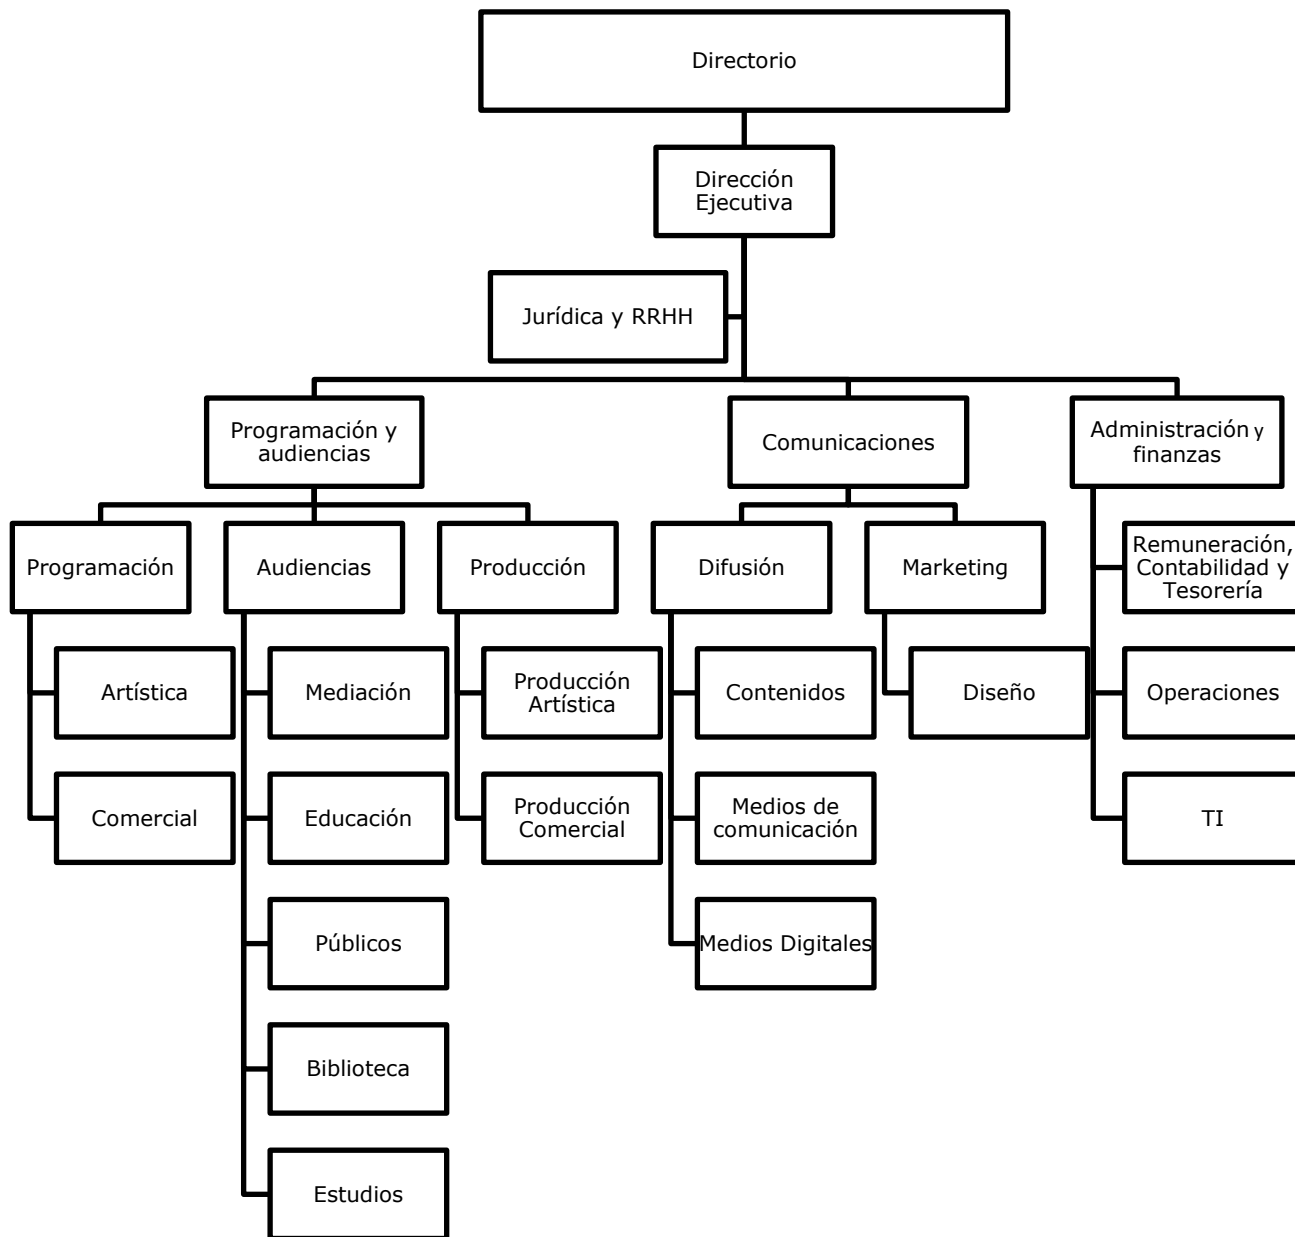 Directorio
Dirección
Ejecutiva
Jurídica y RRHH
Programación y
audiencias
Comunicaciones
Administración y
finanzas
Programación
Audiencias
Producción
Difusión
Marketing
Remuneración,
Contabilidad y
Tesorería
Artística
Mediación
Producción
Artística
Contenidos
Diseño
Operaciones
Comercial
Educación
Producción
Comercial
Medios de
comunicación
TI
Públicos
Medios Digitales
Biblioteca
Estudios